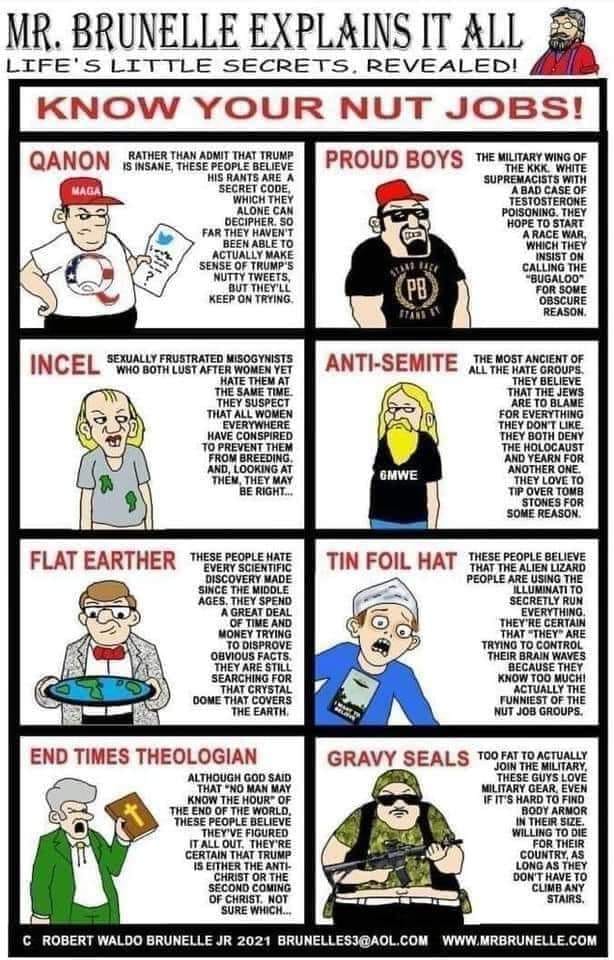 MR. BRUNELLE EXPLAINS IT ALL
LIFE'S LITTLE SECRETS, REVEALED!
KNOW YOUR NUT JOBS!
QANON
RATHER THAN ADMIT THAT TRUMP
IS INSANE, THESE PEOPLE BELIEVE
HIS RANTS ARE A
SECRET CODE,
WHICH THEY
ALONE CAN
DECIPHER. SO
FAR THEY HAVEN'T
BEEN ABLE TO
ACTUALLY MAKE
SENSE OF TRUMP'S
NUTTY TWEETS,
BUT THEY'LL
KEEP ON TRYING.
MAGA
Q
?
PROUD BOYS
THE MILITARY WING OF
THE KKK. WHITE
SUPREMACISTS WITH
A BAD CASE OF
TESTOSTERONE
POISONING. THEY
HOPE TO START
A RACE WAR,
WHICH THEY
INSIST ON
CALLING THE
"BUGALOO"
FOR SOME
OBSCURE
REASON.
STAND BACK
PB
STAND BY
INCEL
SEXUALLY FRUSTRATED MISOGYNISTS
WHO BOTH LUST AFTER WOMEN YET
HATE THEM AT
THE SAME TIME.
THEY SUSPECT
THAT ALL WOMEN
EVERYWHERE
HAVE CONSPIRED
TO PREVENT THEM
FROM BREEDING.
AND, LOOKING AT
THEM, THEY MAY
BE RIGHT...
ANTI-SEMITE
THE MOST ANCIENT OF
ALL THE HATE GROUPS.
THEY BELIEVE
THAT THE JEWS
ARE TO BLAME
FOR EVERYTHING
THEY DON'T LIKE.
THEY BOTH DENY
THE HOLOCAUST
AND YEARN FOR
ANOTHER ONE.
THEY LOVE TO
TIP OVER TOMB
STONES FOR
SOME REASON.
6MWE
FLAT EARTHER
THESE PEOPLE HATE
EVERY SCIENTIFIC
DISCOVERY MADE
SINCE THE MIDDLE
AGES. THEY SPEND
A GREAT DEAL
OF TIME AND
MONEY TRYING
TO DISPROVE
OBVIOUS FACTS.
THEY ARE STILL
SEARCHING FOR
THAT CRYSTAL
DOME THAT COVERS
THE EARTH.
TIN FOIL HAT
THESE PEOPLE BELIEVE
THAT THE ALIEN LIZARD
PEOPLE ARE USING THE
ILLUMINATI TO
SECRETLY RUN
EVERYTHING.
THEY'RE CERTAIN
THAT "THEY" ARE
TRYING TO CONTROL
THEIR BRAIN WAVES
BECAUSE THEY
KNOW TOO MUCH!
ACTUALLY THE
FUNNIEST OF THE
NUT JOB GROUPS.
END TIMES THEOLOGIAN
ALTHOUGH GOD SAID
THAT "NO MAN MAY
KNOW THE HOUR" OF
THE END OF THE WORLD,
THESE PEOPLE BELIEVE
THEY'VE FIGURED
IT ALL OUT. THEY'RE
CERTAIN THAT TRUMP
IS EITHER THE ANTI-
CHRIST OR THE
SECOND COMING
OF CHRIST. NOT
SURE WHICH...
GRAVY SEALS
TOO FAT TO ACTUALLY
JOIN THE MILITARY,
THESE GUYS LOVE
MILITARY GEAR, EVEN
IF IT'S HARD TO FIND
BODY ARMOR
IN THEIR SIZE.
WILLING TO DIE
FOR THEIR
COUNTRY, AS
LONG AS THEY
DON'T HAVE TO
CLIMB ANY
STAIRS.
C ROBERT WALDO BRUNELLE JR 2021 BRUNELLES3@AOL.COM WWW.MRBRUNELLE.COM